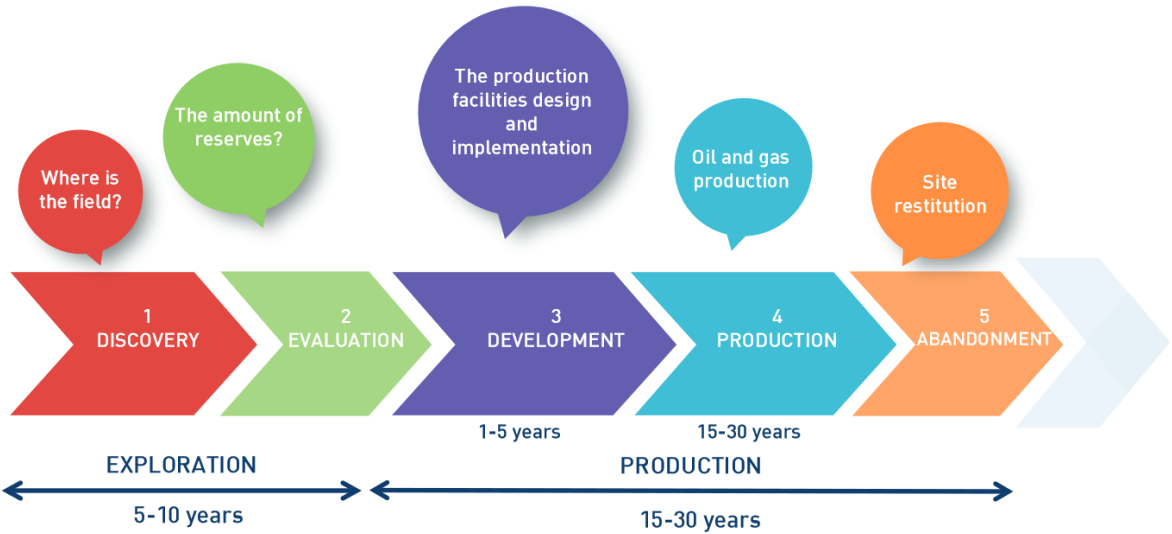 Where is
the field?
The amount of
reserves?
The production
facilities design
and
implementation
Oil and gas
production
Site
restitution
1
DISCOVERY
2
EVALUATION
3
DEVELOPMENT
4
PRODUCTION
5
ABANDONMENT
1-5 years
15-30 years
EXPLORATION
PRODUCTION
5-10 years
15-30 years